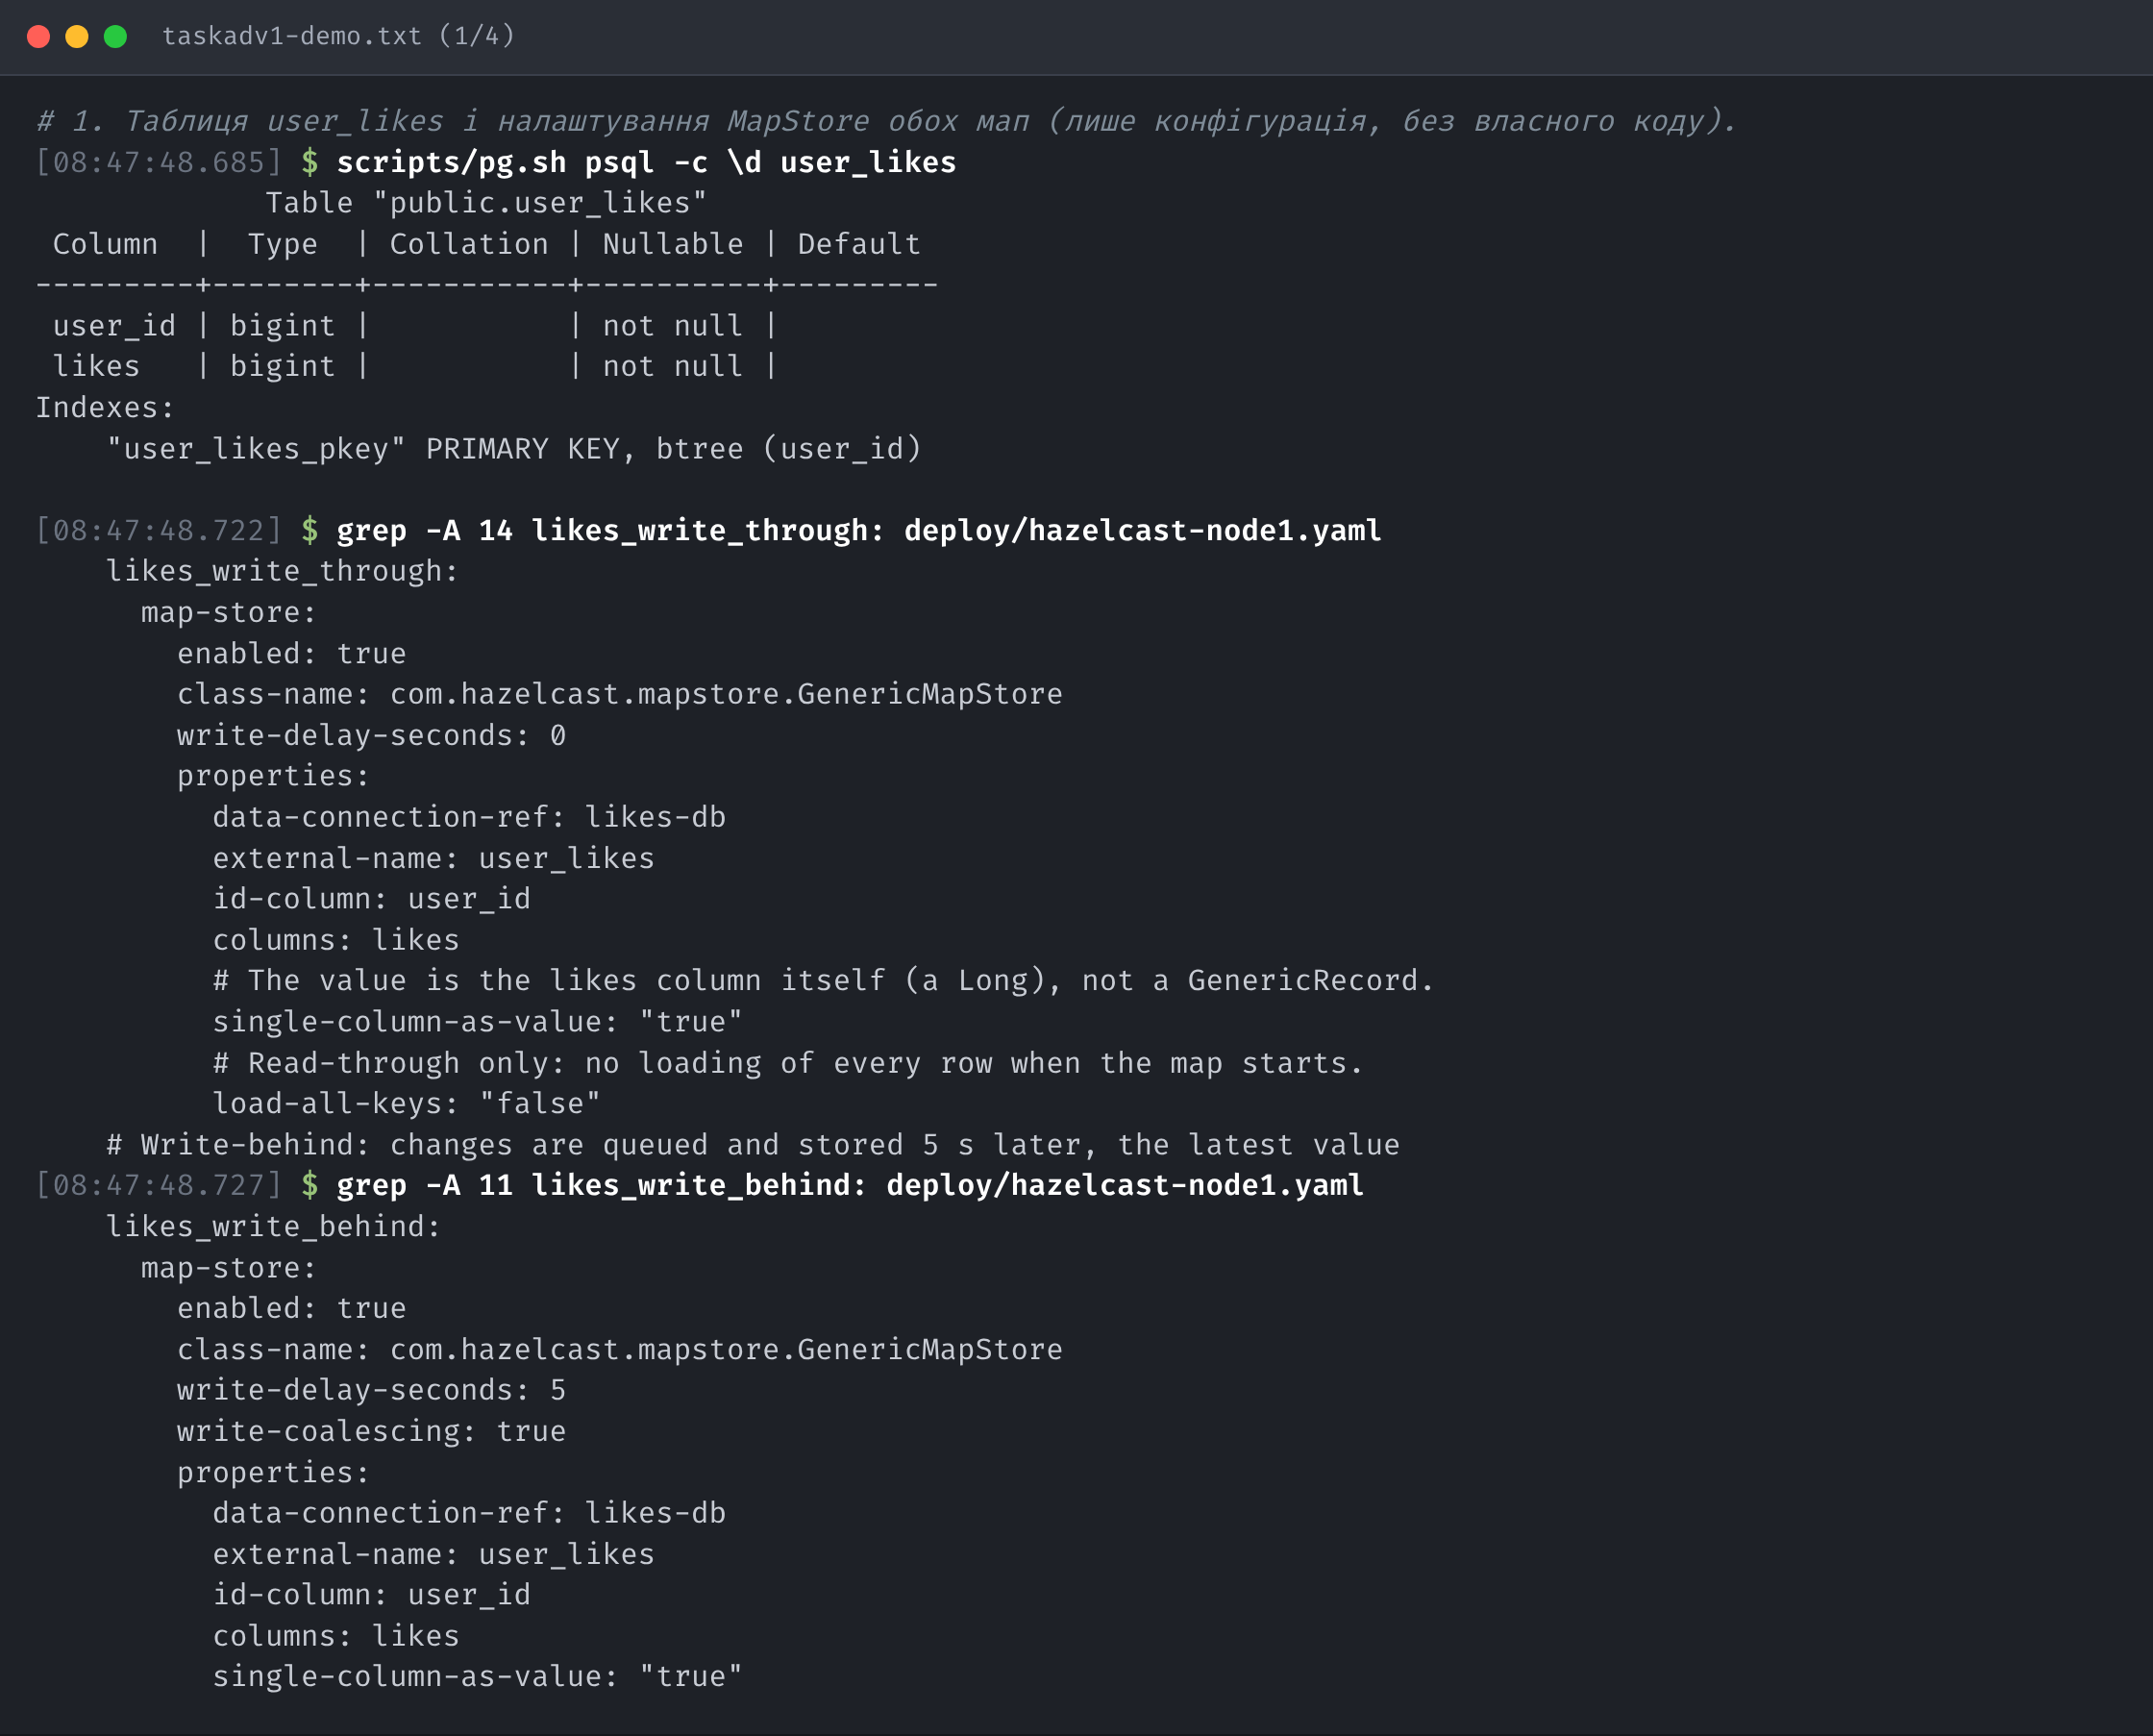 taskadv1-demo.txt (1/4)
# 1. Таблиця user_likes і налаштування MapStore обох мап (лише конфігурація, без власного коду).
[08:47:48.685] $ scripts/pg.sh psql -c \d user_likes
             Table "public.user_likes"
 Column  |  Type  | Collation | Nullable | Default
---------+--------+-----------+----------+---------
 user_id | bigint |           | not null |
 likes   | bigint |           | not null |
Indexes:
    "user_likes_pkey" PRIMARY KEY, btree (user_id)

[08:47:48.722] $ grep -A 14 likes_write_through: deploy/hazelcast-node1.yaml
    likes_write_through:
      map-store:
        enabled: true
        class-name: com.hazelcast.mapstore.GenericMapStore
        write-delay-seconds: 0
        properties:
          data-connection-ref: likes-db
          external-name: user_likes
          id-column: user_id
          columns: likes
          # The value is the likes column itself (a Long), not a GenericRecord.
          single-column-as-value: "true"
          # Read-through only: no loading of every row when the map starts.
          load-all-keys: "false"
    # Write-behind: changes are queued and stored 5 s later, the latest value
[08:47:48.727] $ grep -A 11 likes_write_behind: deploy/hazelcast-node1.yaml
    likes_write_behind:
      map-store:
        enabled: true
        class-name: com.hazelcast.mapstore.GenericMapStore
        write-delay-seconds: 5
        write-coalescing: true
        properties:
          data-connection-ref: likes-db
          external-name: user_likes
          id-column: user_id
          columns: likes
          single-column-as-value: "true"